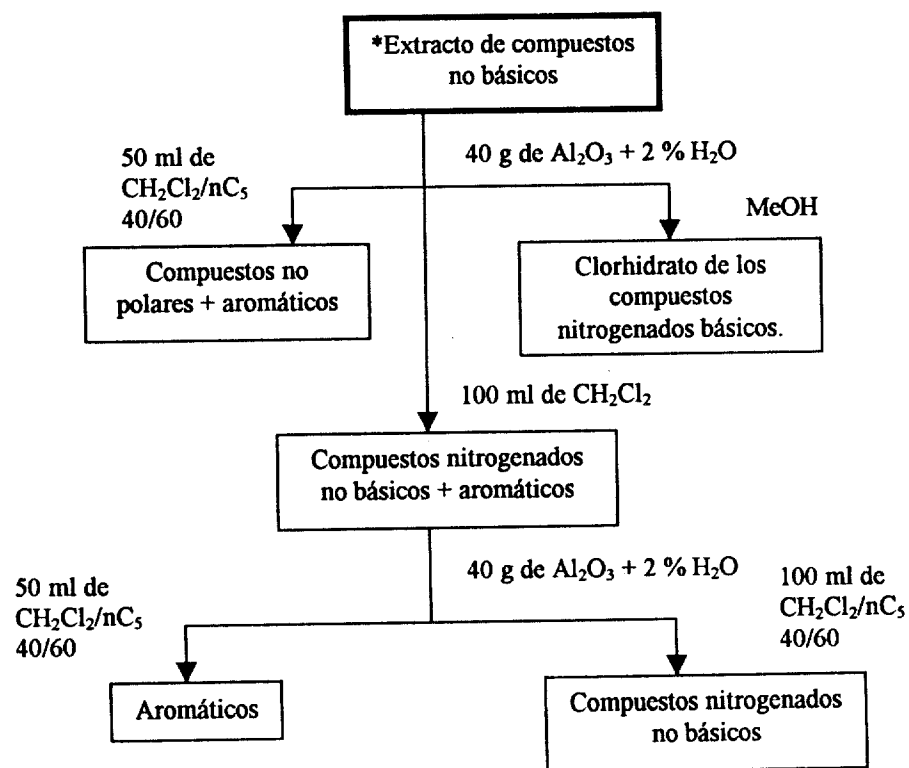 *Extracto de compuestos
no básicos
50 ml de
CH₂Cl₂/nC₅
40/60
40 g de Al₂O₃ + 2 % H₂O
MeOH
Compuestos no
polares + aromáticos
Clorhidrato de los
compuestos
nitrogenados básicos.
100 ml de CH₂Cl₂
Compuestos nitrogenados
no básicos + aromáticos
40 g de Al₂O₃ + 2 % H₂O
50 ml de
CH₂Cl₂/nC₅
40/60
100 ml de
CH₂Cl₂/nC₅
40/60
Aromáticos
Compuestos nitrogenados
no básicos